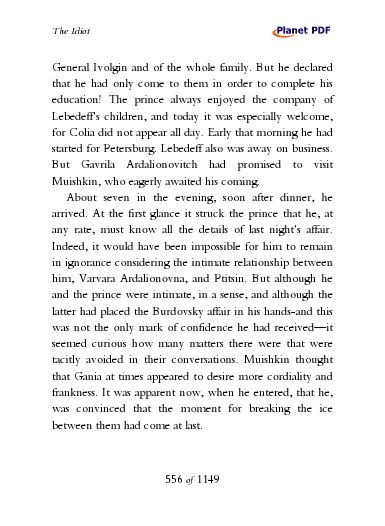 The Idiot
Planet PDF
General Ivolgin and of the whole family. But he declared
that he had only come to them in order to complete his
education! The prince always enjoyed the company of
Lebedeff's children, and today it was especially welcome,
for Colia did not appear all day. Early that morning he had
started for Petersburg. Lebedeff also was away on business.
But Gavrila Ardalionovitch had promised to visit
Muishkin, who eagerly awaited his coming.
About seven in the evening, soon after dinner, he
arrived. At the first glance it struck the prince that he, at
any rate, must know all the details of last night's affair.
Indeed, it would have been impossible for him to remain
in ignorance considering the intimate relationship between
him, Varvara Ardalionovna, and Ptitsin. But although he
and the prince were intimate, in a sense, and although the
latter had placed the Burdovsky affair in his hands-and this
was not the only mark of confidence he had received—it
seemed curious how many matters there were that were
tacitly avoided in their conversations. Muishkin thought
that Gania at times appeared to desire more cordiality and
frankness. It was apparent now, when he entered, that he,
was convinced that the moment for breaking the ice
between them had come at last.
556 of 1149